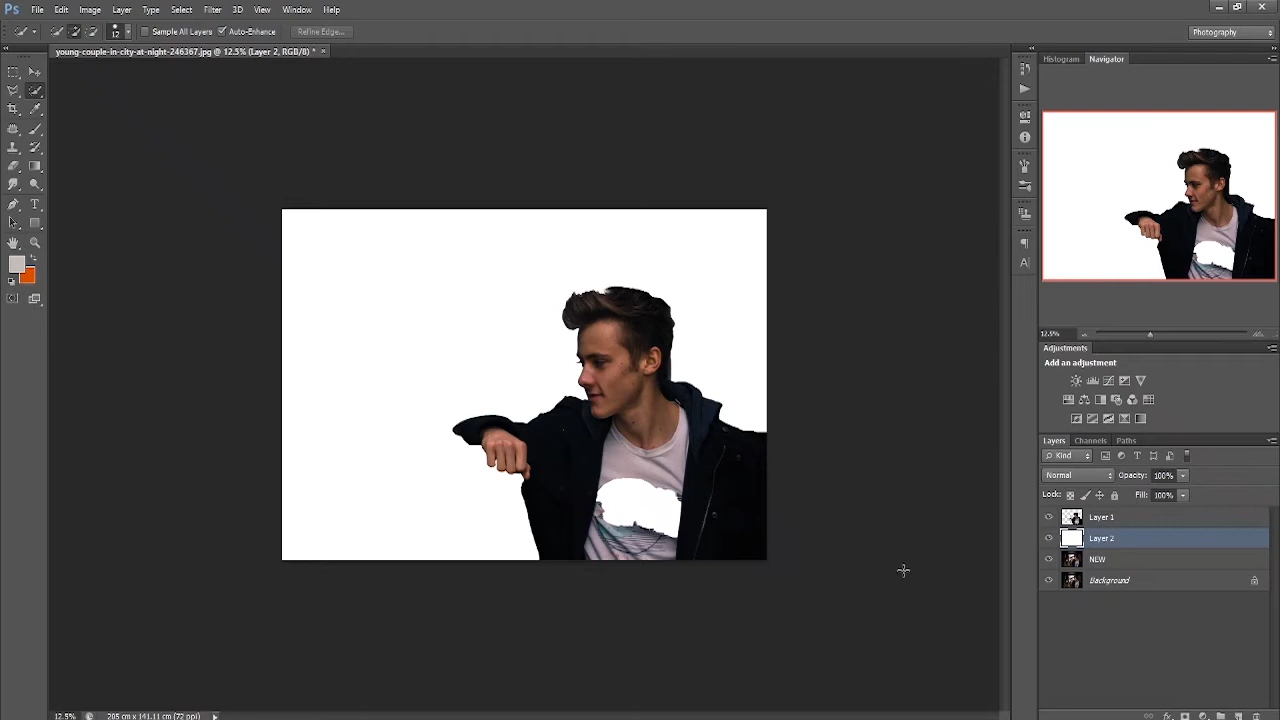 Ps File Edit Image Layer Type Select Filter 3D View Window Help
12 Sample All Layers Auto-Enhance Refine Edge... Photography
young-couple-in-city-at-night-246367.jpg @ 12.5% (Layer 2, RGB/8) * ×
Histogram Navigator
12.5%
Adjustments
Add an adjustment
Layers Channels Paths
Kind
Normal Opacity: 100%
Lock: Fill: 100%
Layer 1
Layer 2
NEW
Background
12.5% 205 cm x 141.11 cm (72 ppi)